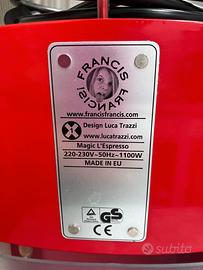 FRANCIS
FRANCIS!
www.francisfrancis.com
Design Luca Trazzi
www.lucatrazzi.com
Magic L'Espresso
220-230V~50Hz~1100W
MADE IN EU
GS
CE
subito